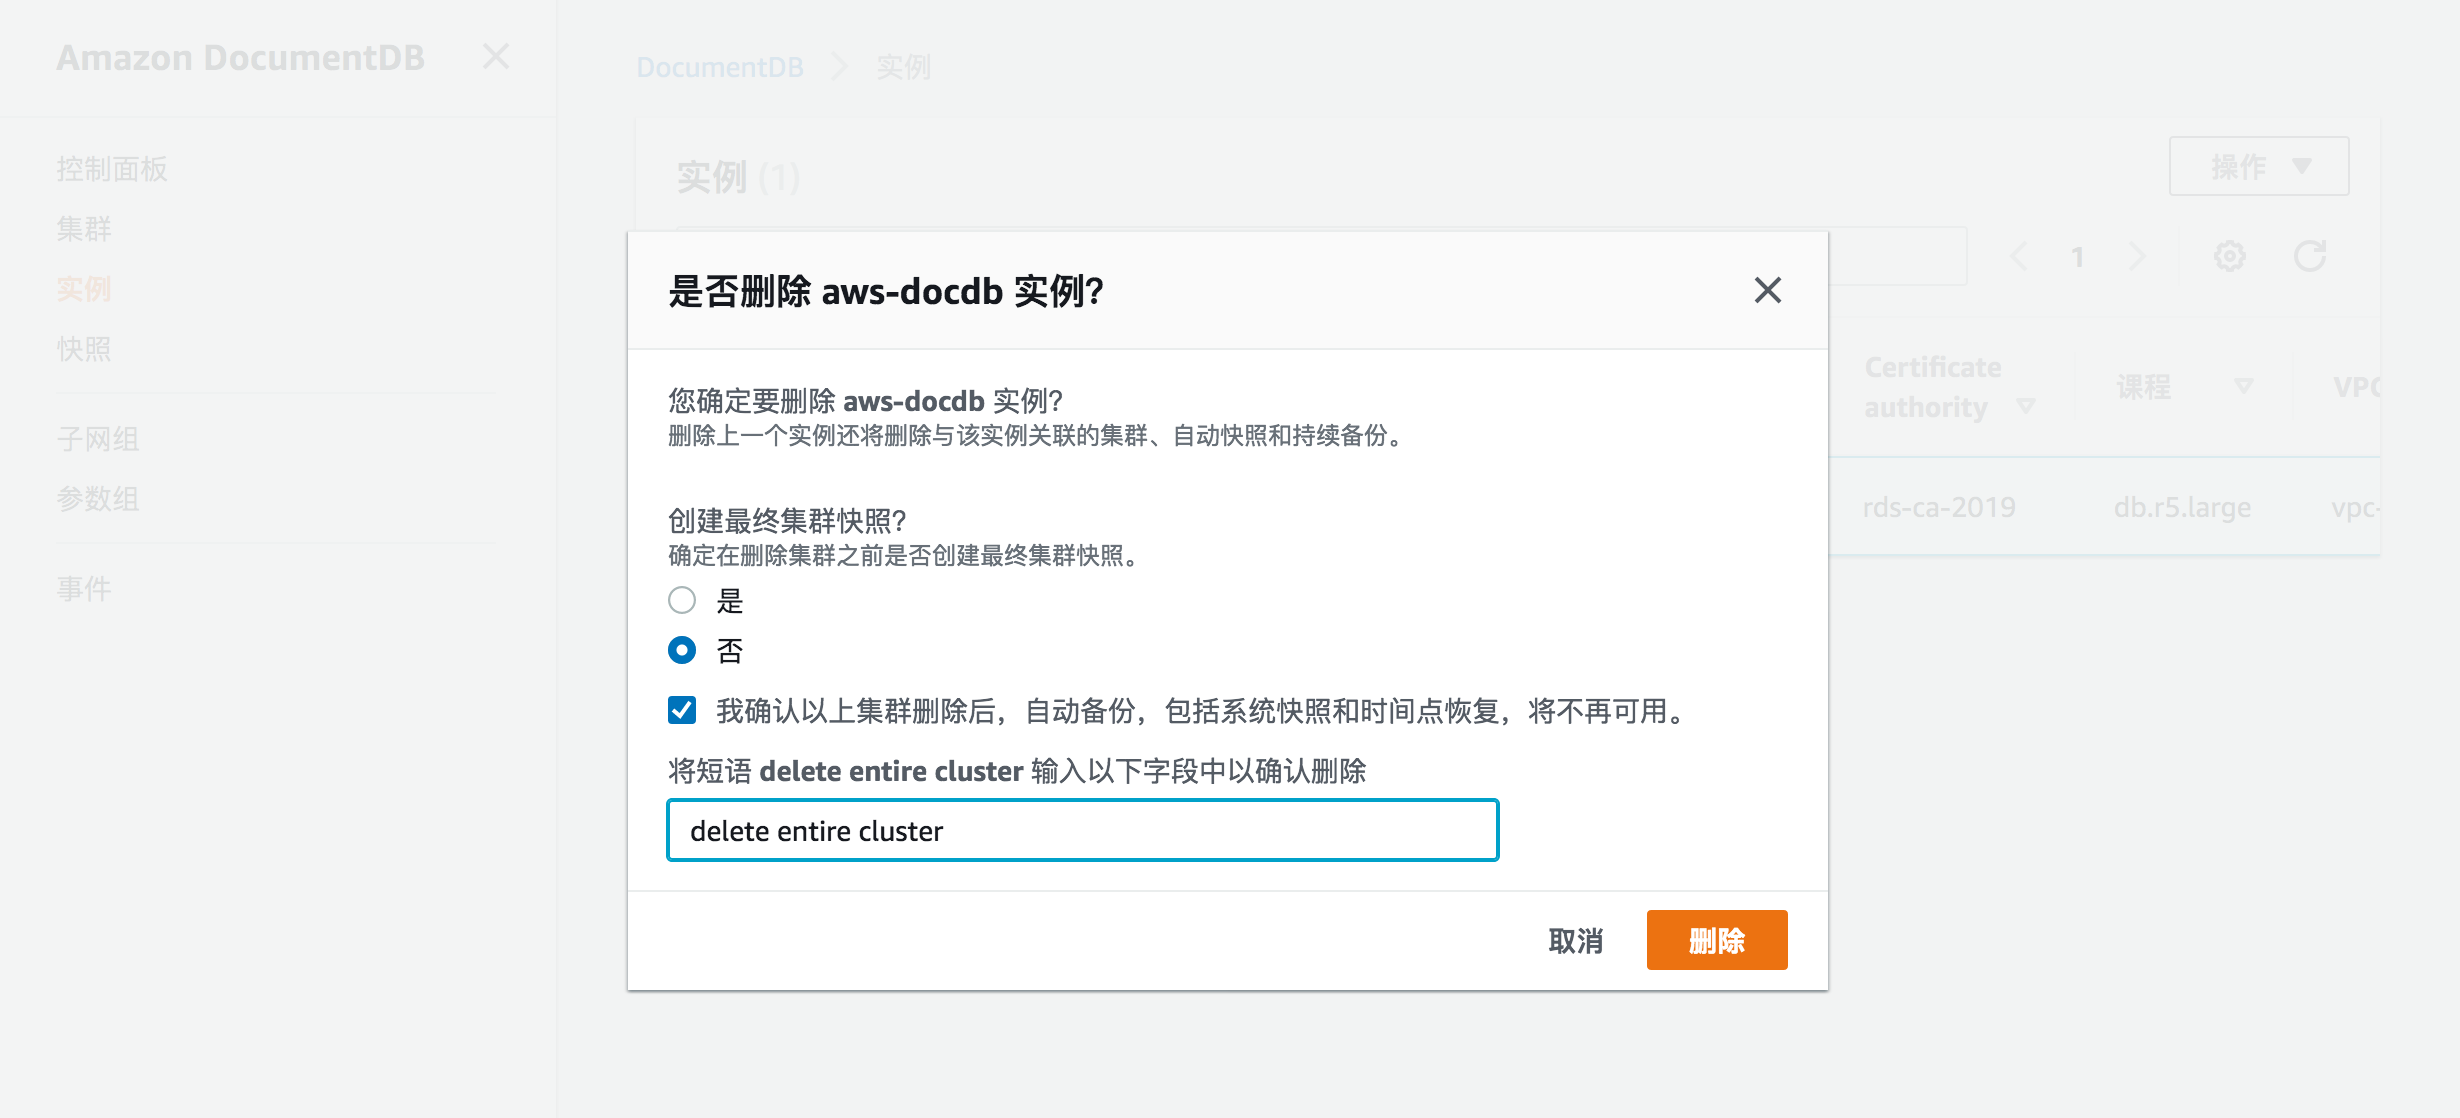 Amazon DocumentDB
控制面板
集群
实例
快照
子网组
参数组
事件
DocumentDB
实例
实例 (1)
操作
1
Certificate
authority
课程
VPC
rds-ca-2019
db.r5.large
vpc-
是否删除 aws-docdb 实例?
您确定要删除 aws-docdb 实例?
删除上一个实例还将删除与该实例关联的集群、自动快照和持续备份。
创建最终集群快照?
确定在删除集群之前是否创建最终集群快照。
是
否
我确认以上集群删除后，自动备份，包括系统快照和时间点恢复，将不再可用。
将短语 delete entire cluster 输入以下字段中以确认删除
delete entire cluster
取消
删除